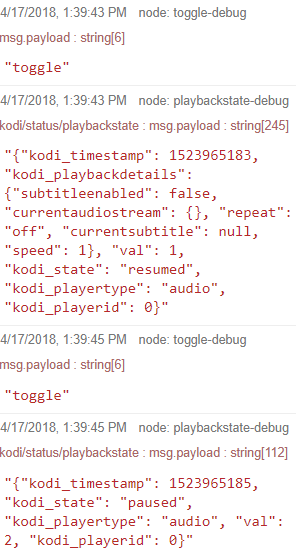 4/17/2018, 1:39:43 PM node: toggle-debug
msg.payload : string[6]
"toggle"
4/17/2018, 1:39:43 PM node: playbackstate-debug
kodi/status/playbackstate : msg.payload : string[245]
"{"kodi_timestamp": 1523965183,
"kodi_playbackdetails":
{"subtitleenabled": false,
"currentaudiostream": {}, "repeat":
"off", "currentsubtitle": null,
"speed": 1}, "val": 1,
"kodi_state": "resumed",
"kodi_playertype": "audio",
"kodi_playerid": 0}"
4/17/2018, 1:39:45 PM node: toggle-debug
msg.payload : string[6]
"toggle"
4/17/2018, 1:39:45 PM node: playbackstate-debug
kodi/status/playbackstate : msg.payload : string[112]
"{"kodi_timestamp": 1523965185,
"kodi_state": "paused",
"kodi_playertype": "audio", "val":
2, "kodi_playerid": 0}"